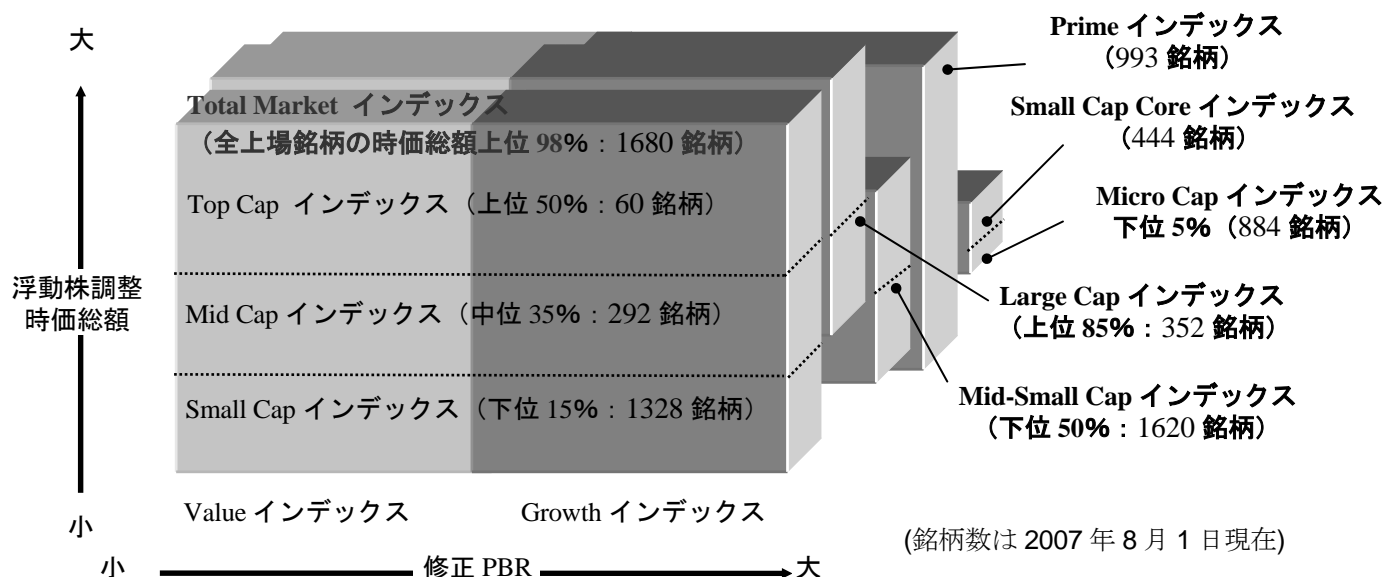 大
Prime インデックス
（993 銘柄）
Total Market インデックス
（全上場銘柄の時価総額上位 98%：1680 銘柄）
Small Cap Core インデックス
（444 銘柄）
Top Cap インデックス（上位 50%：60 銘柄）
Micro Cap インデックス
下位 5%（884 銘柄）
浮動株調整
時価総額
Mid Cap インデックス（中位 35%：292 銘柄）
Large Cap インデックス
（上位 85%：352 銘柄）
Small Cap インデックス（下位 15%：1328 銘柄）
Mid-Small Cap インデックス
（下位 50%：1620 銘柄）
小
Value インデックス
Growth インデックス
(銘柄数は 2007 年 8 月 1 日現在)
小
修正 PBR
大